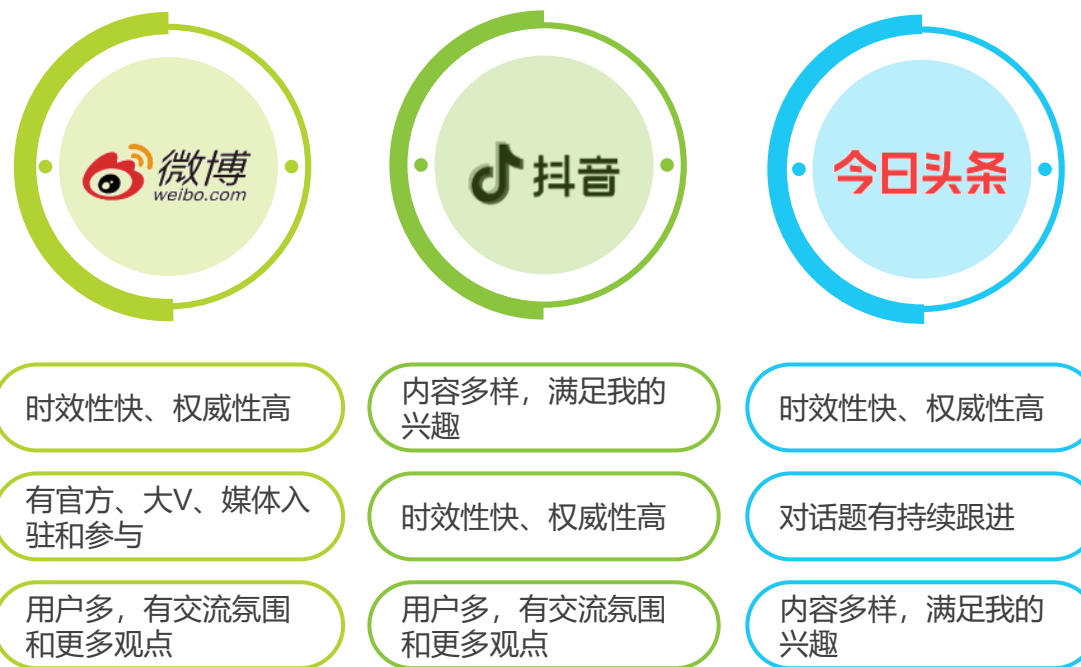 微博
weibo.com
抖音
今日头条
时效性快、权威性高
内容多样，满足我的
兴趣
时效性快、权威性高
有官方、大V、媒体入
驻和参与
时效性快、权威性高
对话题有持续跟进
用户多，有交流氛围
和更多观点
用户多，有交流氛围
和更多观点
内容多样，满足我的
兴趣